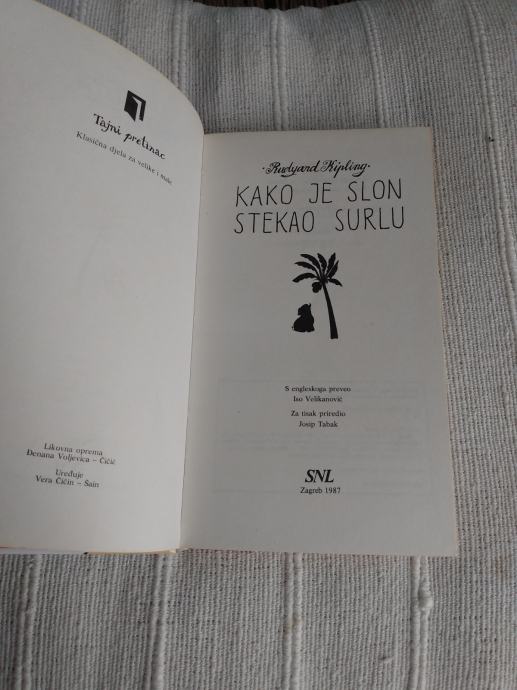 Tajni pretinac
Klasična djela za velike i male
Likovna oprema
Đenana Voljevica – Čičić
Uređuje
Vera Čičin – Šain
· Rudyard Kipling ·
KAKO JE SLON
STEKAO SURLU
S engleskoga preveo
Iso Velikanović
Za tisak priredio
Josip Tabak
SNL
Zagreb 1987